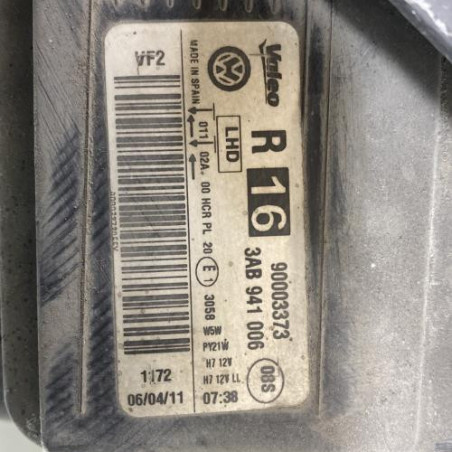 Valeo
R 16
90003373
3AB 941 006
LHD
08S
MADE IN SPAIN
011 02A 00 HCR PL 20 E1 3058
W5W
PY21W
H7 12V
H7 12V LL
VF2
1172
06/04/11 07:38